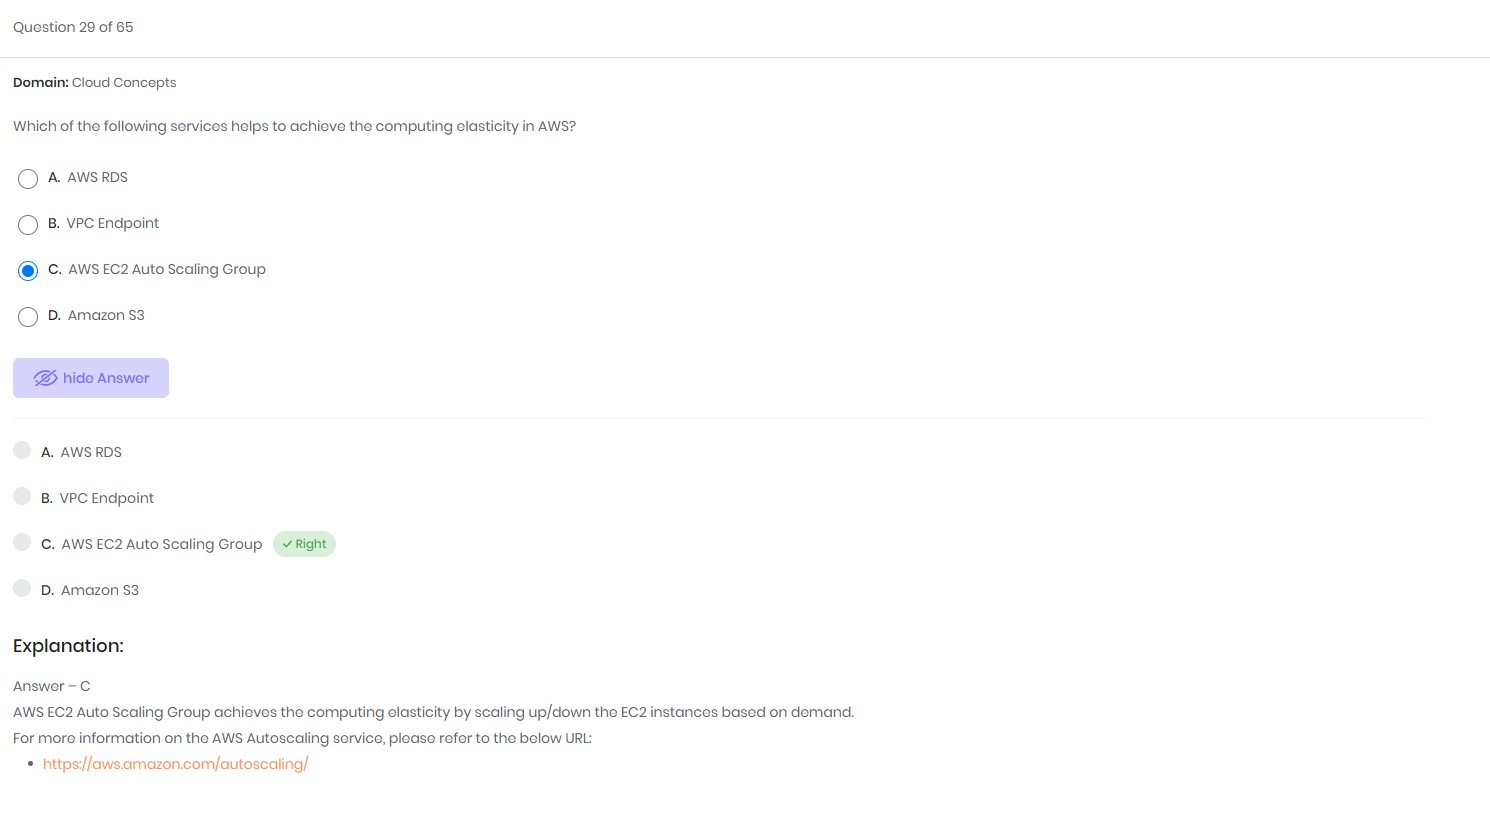 Question 29 of 65
Domain: Cloud Concepts
Which of the following services helps to achieve the computing elasticity in AWS?
A. AWS RDS
B. VPC Endpoint
C. AWS EC2 Auto Scaling Group
D. Amazon S3
hide Answer
A. AWS RDS
B. VPC Endpoint
C. AWS EC2 Auto Scaling Group Right
D. Amazon S3
Explanation:
Answer – C
AWS EC2 Auto Scaling Group achieves the computing elasticity by scaling up/down the EC2 instances based on demand.
For more information on the AWS Autoscaling service, please refer to the below URL:
• https://aws.amazon.com/autoscaling/